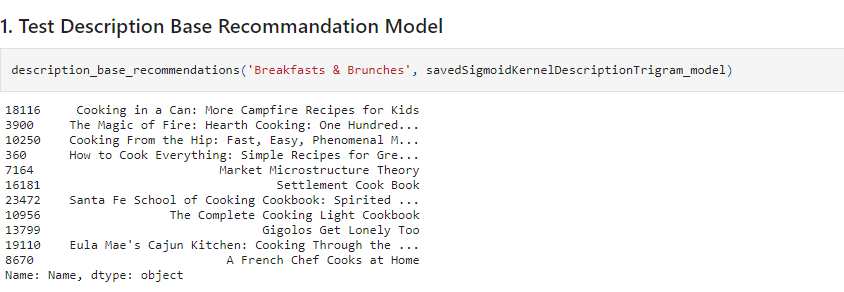 1. Test Description Base Recommandation Model
description_base_recommendations('Breakfasts & Brunches', savedSigmoidKernelDescriptionTrigram_model)
18116 Cooking in a Can: More Campfire Recipes for Kids
3900 The Magic of Fire: Hearth Cooking: One Hundred...
10250 Cooking From the Hip: Fast, Easy, Phenomenal M...
360 How to Cook Everything: Simple Recipes for Gre...
7164 Market Microstructure Theory
16181 Settlement Cook Book
23472 Santa Fe School of Cooking Cookbook: Spirited ...
10956 The Complete Cooking Light Cookbook
13799 Gigolos Get Lonely Too
19110 Eula Mae's Cajun Kitchen: Cooking Through the ...
8670 A French Chef Cooks at Home
Name: Name, dtype: object